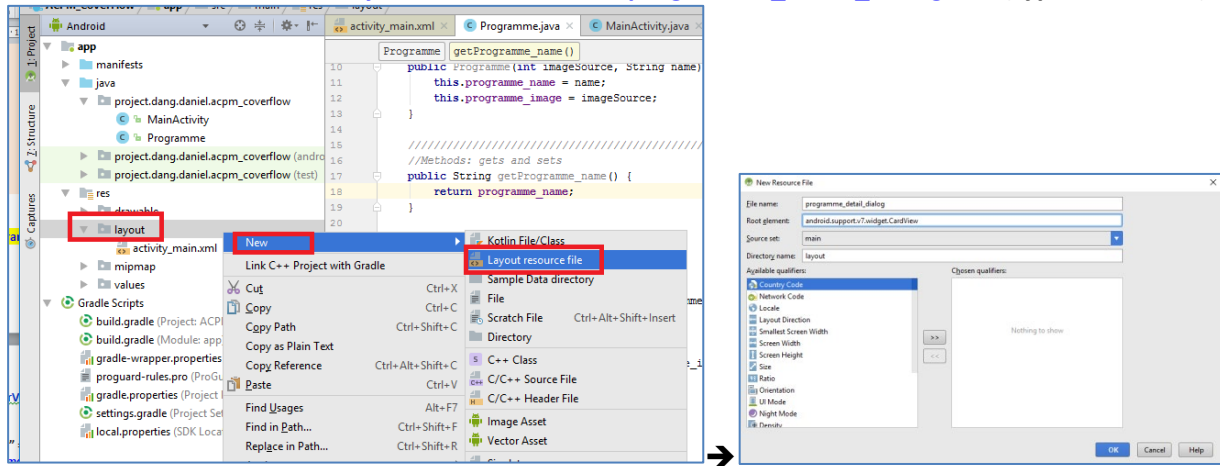 1: Project
Z: Structure
Captures
Android
app
manifests
java
project.dang.daniel.acpm_coverflow
MainActivity
Programme
project.dang.daniel.acpm_coverflow (andro
project.dang.daniel.acpm_coverflow (test)
res
drawable
layout
activity_main.xml
mipmap
values
Gradle Scripts
build.gradle (Project: ACP
build.gradle (Module: app
gradle-wrapper.properties
proguard-rules.pro (ProGu
gradle.properties (Project
settings.gradle (Project Set
local.properties (SDK Loca
activity_main.xml Programme.java MainActivity.java
Programme getProgramme_name()
10 public Programme(int imageSource, String name)
11 this.programme_name = name;
12 this.programme_image = imageSource;
13 }
14
15 ////////////////////////////////////////////
16 //Methods: gets and sets
17 public String getProgramme_name() {
18 return programme_name;
19 }
20
New
Link C++ Project with Gradle
Cut Ctrl+X
Copy Ctrl+C
Copy Path Ctrl+Shift+C
Copy as Plain Text
Copy Reference Ctrl+Alt+Shift+C
Paste Ctrl+V
Find Usages Alt+F7
Find in Path... Ctrl+Shift+F
Replace in Path... Ctrl+Shift+R
Kotlin File/Class
Layout resource file
Sample Data directory
File
Scratch File Ctrl+Alt+Shift+Insert
Directory
C++ Class
C/C++ Source File
C/C++ Header File
Image Asset
Vector Asset
New Resource File
File name: programme_detail_dialog
Root element: android.support.v7.widget.CardView
Source set: main
Directory name: layout
Available qualifiers: Chosen qualifiers:
Country Code
Network Code
Locale
Layout Direction
Smallest Screen Width
Screen Width
Screen Height
Size
Ratio
Orientation
UI Mode
Night Mode
Density
>>
<<
Nothing to show
OK Cancel Help